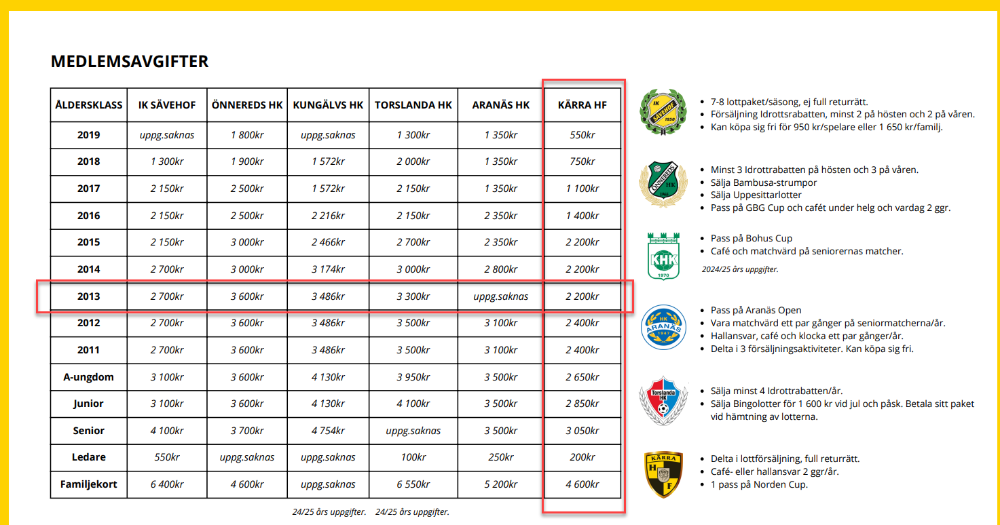 MEDLEMSAVGIFTER
ÅLDERSKLASS IK SÄVEHOF ÖNNEREDS HK KUNGÄLVS HK TORSLANDA HK ARANÄS HK KÄRRA HF
2019 uppg.saknas 1 800kr uppg.saknas 1 300kr 1 350kr 550kr
2018 1 300kr 1 900kr 1 572kr 2 000kr 1 350kr 750kr
2017 2 150kr 2 500kr 1 572kr 2 150kr 1 350kr 1 100kr
2016 2 150kr 2 500kr 2 216kr 2 150kr 2 350kr 1 400kr
2015 2 150kr 3 000kr 2 466kr 2 700kr 2 350kr 2 200kr
2014 2 700kr 3 000kr 3 174kr 3 000kr 2 800kr 2 200kr
2013 2 700kr 3 600kr 3 486kr 3 300kr uppg.saknas 2 200kr
2012 2 700kr 3 600kr 3 486kr 3 500kr 3 100kr 2 400kr
2011 2 700kr 3 600kr 3 486kr 3 500kr 3 100kr 2 400kr
A-ungdom 3 100kr 3 600kr 4 130kr 3 950kr 3 500kr 2 650kr
Junior 3 100kr 3 600kr 4 130kr 4 100kr 3 500kr 2 850kr
Senior 4 100kr 3 700kr 4 754kr uppg.saknas 3 500kr 3 050kr
Ledare 550kr uppg.saknas uppg.saknas 100kr 250kr 200kr
Familjekort 6 400kr 4 600kr uppg.saknas 6 550kr 5 200kr 4 600kr
24/25 års uppgifter. 24/25 års uppgifter.
IK
SÄVEHOF
1950
• 7-8 lottpaket/säsong, ej full returrätt.
• Försäljning Idrottsrabatten, minst 2 på hösten och 2 på våren.
• Kan köpa sig fri för 950 kr/spelare eller 1 650 kr/familj.
ÖNNEREDS
HK
• Minst 3 Idrottrabatten på hösten och 3 på våren.
• Sälja Bambusa-strumpor
• Sälja Uppesittarlotter
• Pass på GBG Cup och cafét under helg och vardag 2 ggr.
KHK
1970
• Pass på Bohus Cup
• Café och matchvärd på seniorernas matcher.
2024/25 års uppgifter.
HK
ARANÄS
1947
• Pass på Aranäs Open
• Vara matchvärd ett par gånger på seniormatcherna/år.
• Hallansvar, café och klocka ett par gånger/år.
• Delta i 3 försäljningsaktiviteter. Kan köpa sig fri.
Torslanda
HK
• Sälja minst 4 Idrottrabatten/år.
• Sälja Bingolotter för 1 600 kr vid jul och påsk. Betala sitt paket
vid hämtning av lotterna.
KÄRRA
H
F
• Delta i lottförsäljning, full returrätt.
• Café- eller hallansvar 2 ggr/år.
• 1 pass på Norden Cup.